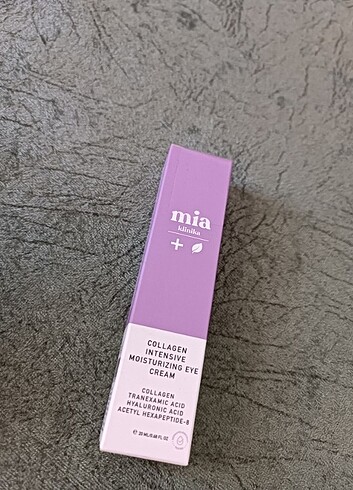 mia
klinika
COLLAGEN
INTENSIVE
MOISTURIZING EYE
CREAM
COLLAGEN
TRANEXAMIC ACID
HYALURONIC ACID
ACETYL HEXAPEPTIDE-8
℮ 20 ML/0.68 FL.OZ